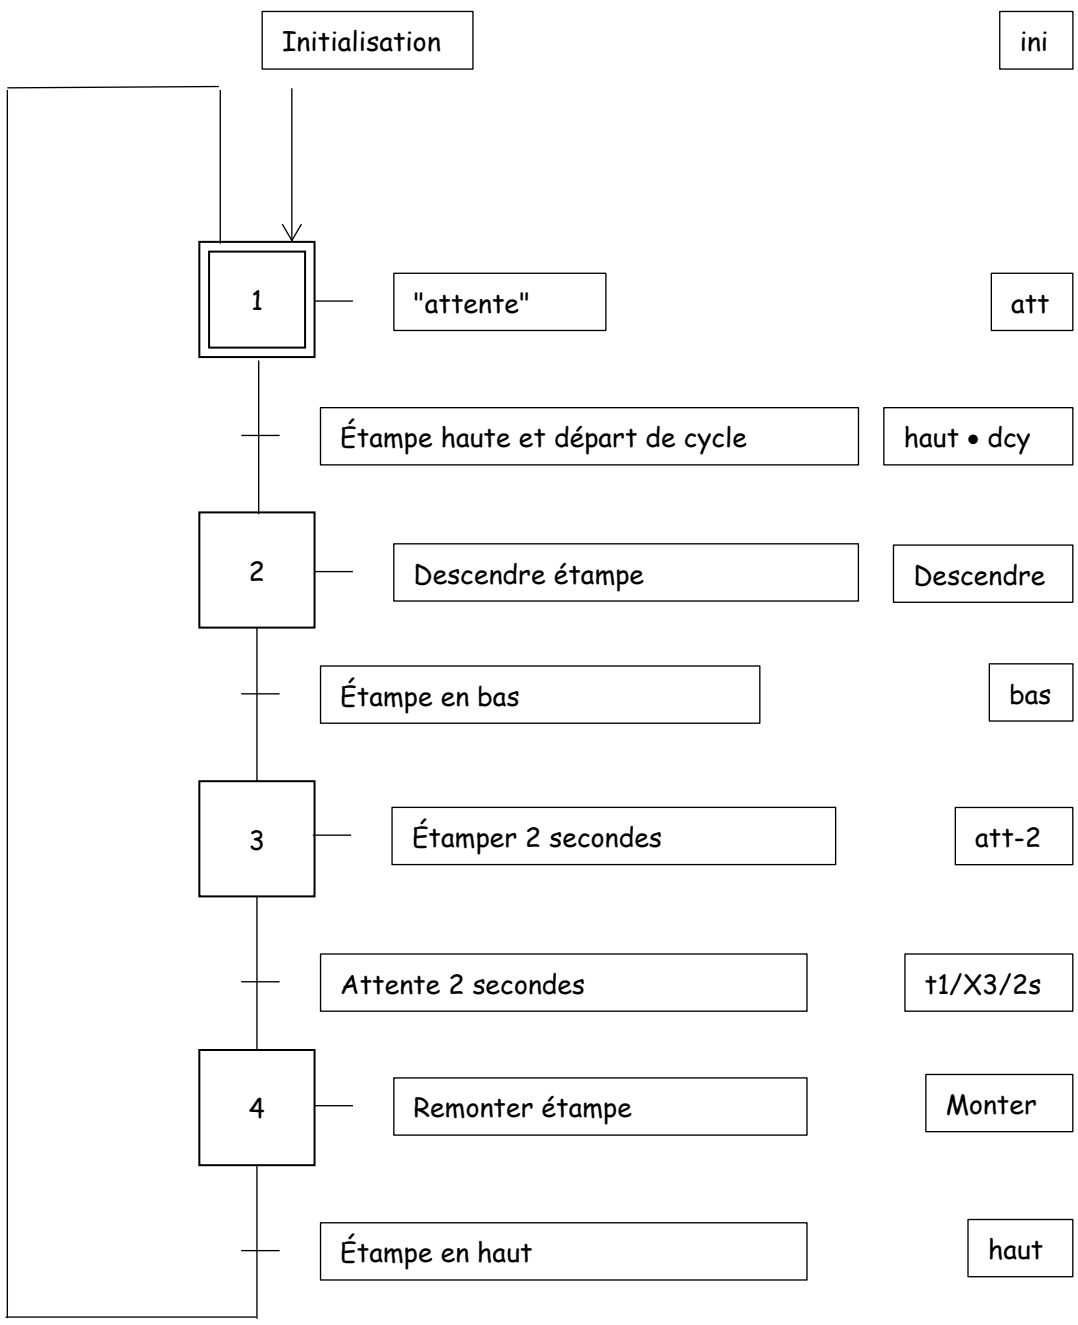 Initialisation
ini
1
"attente"
att
Étampe haute et départ de cycle
haut • dcy
2
Descendre étampe
Descendre
Étampe en bas
bas
3
Étamper 2 secondes
att-2
Attente 2 secondes
t1/X3/2s
4
Remonter étampe
Monter
Étampe en haut
haut